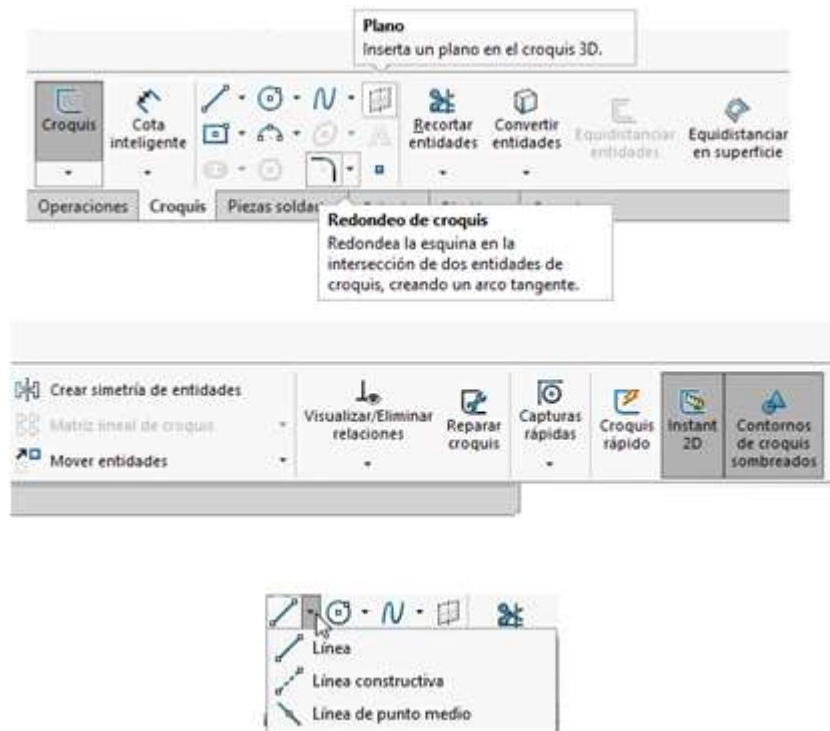 Plano
Inserta un plano en el croquis 3D.
Croquis
Cota
inteligente
Recortar
entidades
Convertir
entidades
Equidistanciar
entidades
Equidistanciar
en superficie
Operaciones
Croquis
Piezas solda
Redondeo de croquis
Redondea la esquina en la
intersección de dos entidades de
croquis, creando un arco tangente.
Crear simetría de entidades
Matriz lineal de croquis
Mover entidades
Visualizar/Eliminar
relaciones
Reparar
croquis
Capturas
rápidas
Croquis
rápido
Instant
2D
Contornos
de croquis
sombreados
Línea
Línea constructiva
Línea de punto medio